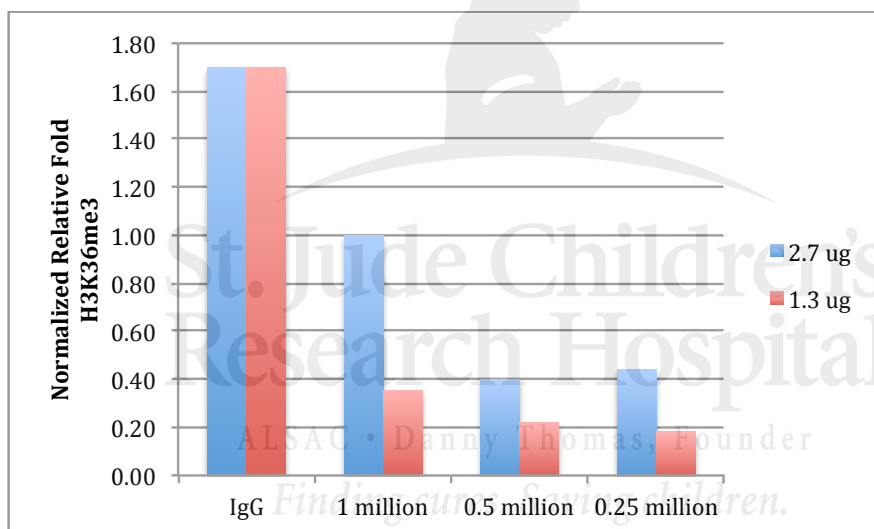 1.80
1.60
1.40
1.20
1.00
0.80
0.60
0.40
0.20
0.00
Normalized Relative Fold
H3K36me3
IgG 1 million 0.5 million 0.25 million
2.7 ug
1.3 ug
St. Jude Children's
Research Hospital
ALSAC • Danny Thomas, Founder
Finding cures. Saving children.